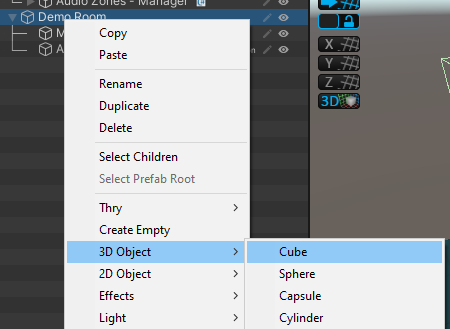 Audio Zones - Manager
Demo Room
M
A
Copy
Paste
Rename
Duplicate
Delete
Select Children
Select Prefab Root
Thry
Create Empty
3D Object
2D Object
Effects
Light
Cube
Sphere
Capsule
Cylinder
X
Y
Z
3D